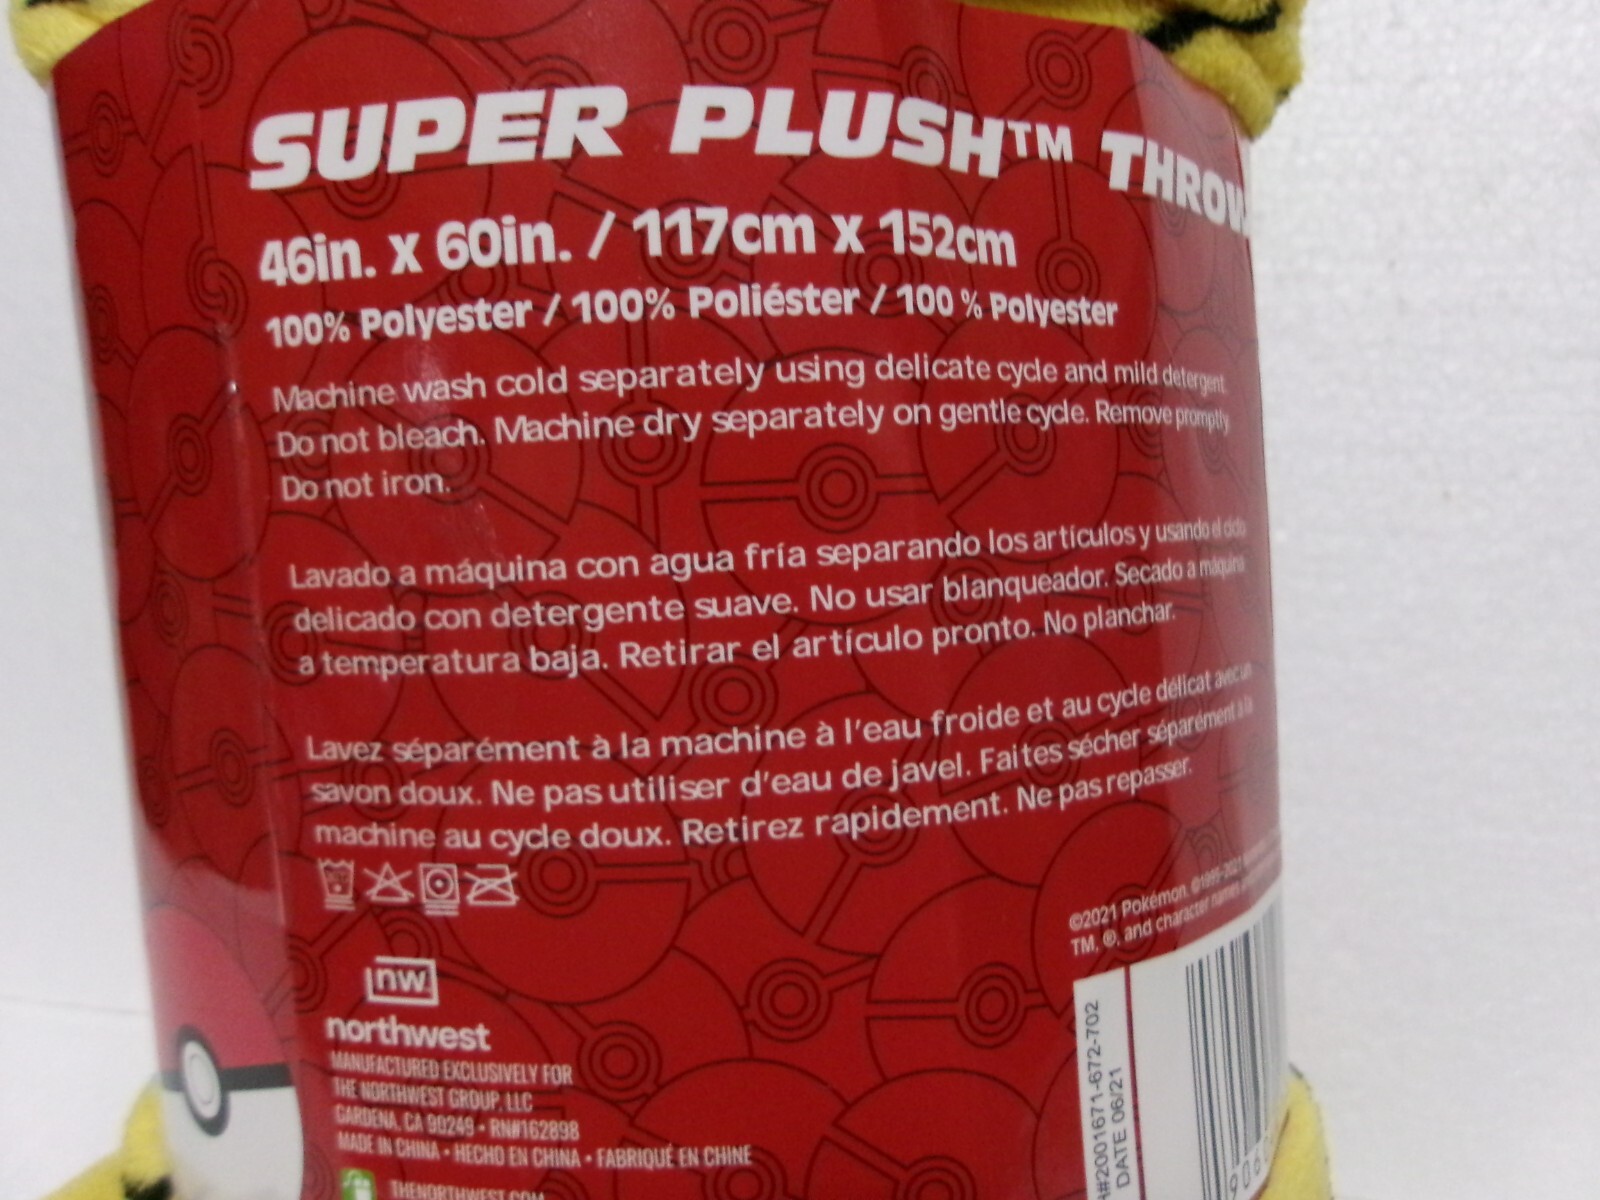 SUPER PLUSH™ THROW
46in. x 60in. / 117cm x 152cm
100% Polyester / 100% Poliéster / 100 % Polyester
Machine wash cold separately using delicate cycle and mild detergent.
Do not bleach. Machine dry separately on gentle cycle. Remove promptly.
Do not iron.
Lavado a máquina con agua fría separando los artículos y usando el ciclo
delicado con detergente suave. No usar blanqueador. Secado a máquina
a temperatura baja. Retirar el artículo pronto. No planchar.
Lavez séparément à la machine à l'eau froide et au cycle délicat avec un
savon doux. Ne pas utiliser d'eau de javel. Faites sécher séparément à la
machine au cycle doux. Retirez rapidement. Ne pas repasser.
nw
northwest
MANUFACTURED EXCLUSIVELY FOR
THE NORTHWEST GROUP, LLC
GARDENA, CA 90249 • RN#162898
MADE IN CHINA • HECHO EN CHINA • FABRIQUÉ EN CHINE
THENORTHWEST.COM
©2021 Pokémon. ©1995-2021
TM, ®, and character names
#2001671-672-702
DATE 06/21